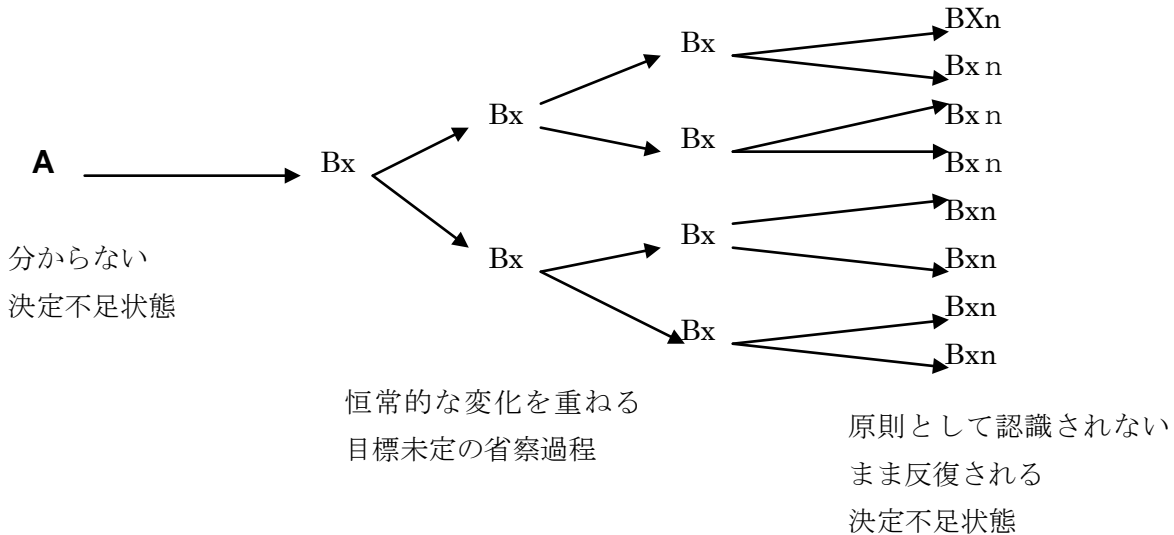 A
Bx
Bx
Bx
Bx
Bx
Bx
Bx
BXn
Bxｎ
Bxｎ
Bxｎ
Bxn
Bxn
Bxn
Bxn
分からない
決定不足状態
恒常的な変化を重ねる
目標未定の省察過程
原則として認識されない
まま反復される
決定不足状態